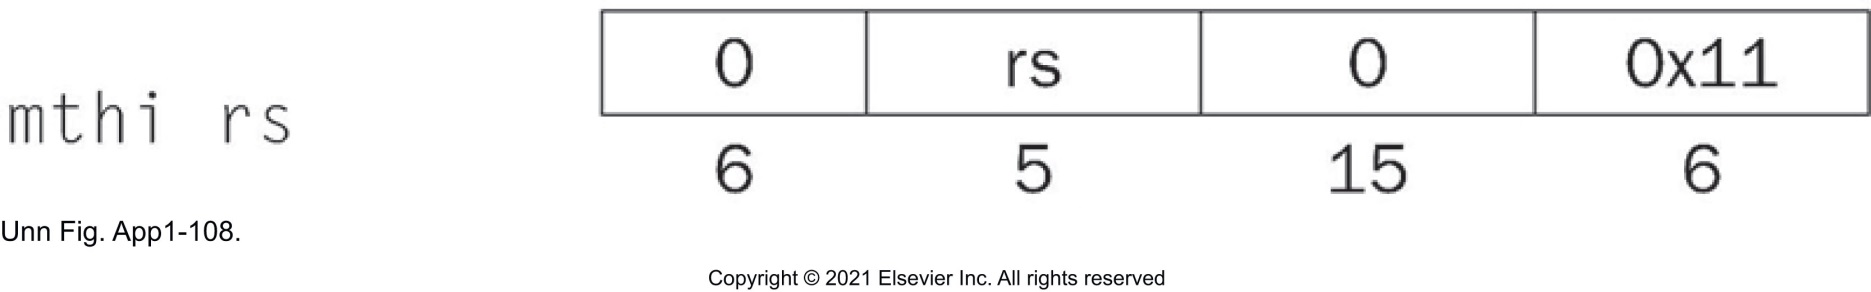 0 rs 0 0x11
mthi rs
6 5 15 6
Unn Fig. App1-108.
Copyright © 2021 Elsevier Inc. All rights reserved